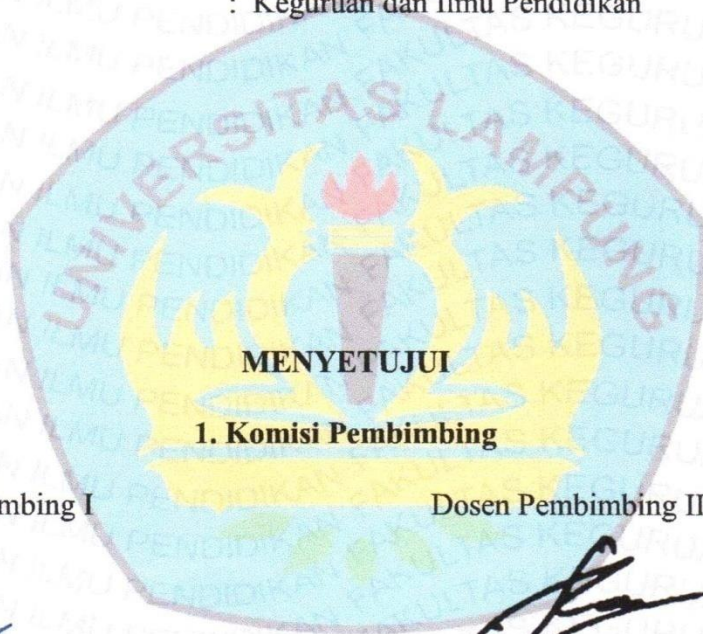 : Keguruan dan Ilmu Pendidikan
UNIVERSITAS LAMPUNG
MENYETUJUI
1. Komisi Pembimbing
mbing I
Dosen Pembimbing II